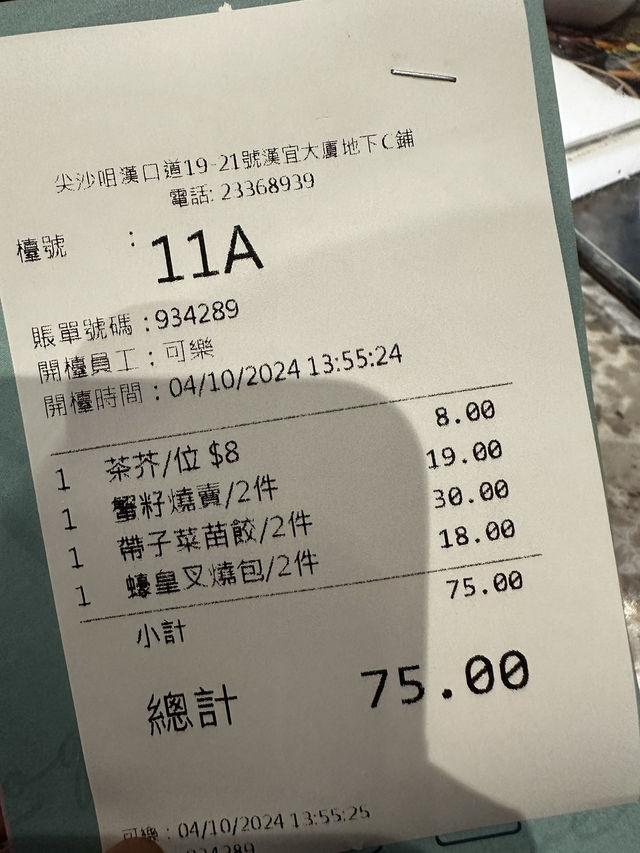 尖沙咀漢口道19-21號漢宜大廈地下C鋪
電話: 23368939
檯號 : 11A
賬單號碼 : 934289
開檯員工 : 可樂
開檯時間 : 04/10/2024 13:55:24
1 茶芥/位 $8 8.00
1 蟹籽燒賣/2件 19.00
1 帶子菜苗餃/2件 30.00
1 蠔皇叉燒包/2件 18.00
小計 75.00
總計 75.00
可樂 : 04/10/2024 13:55:25
934289